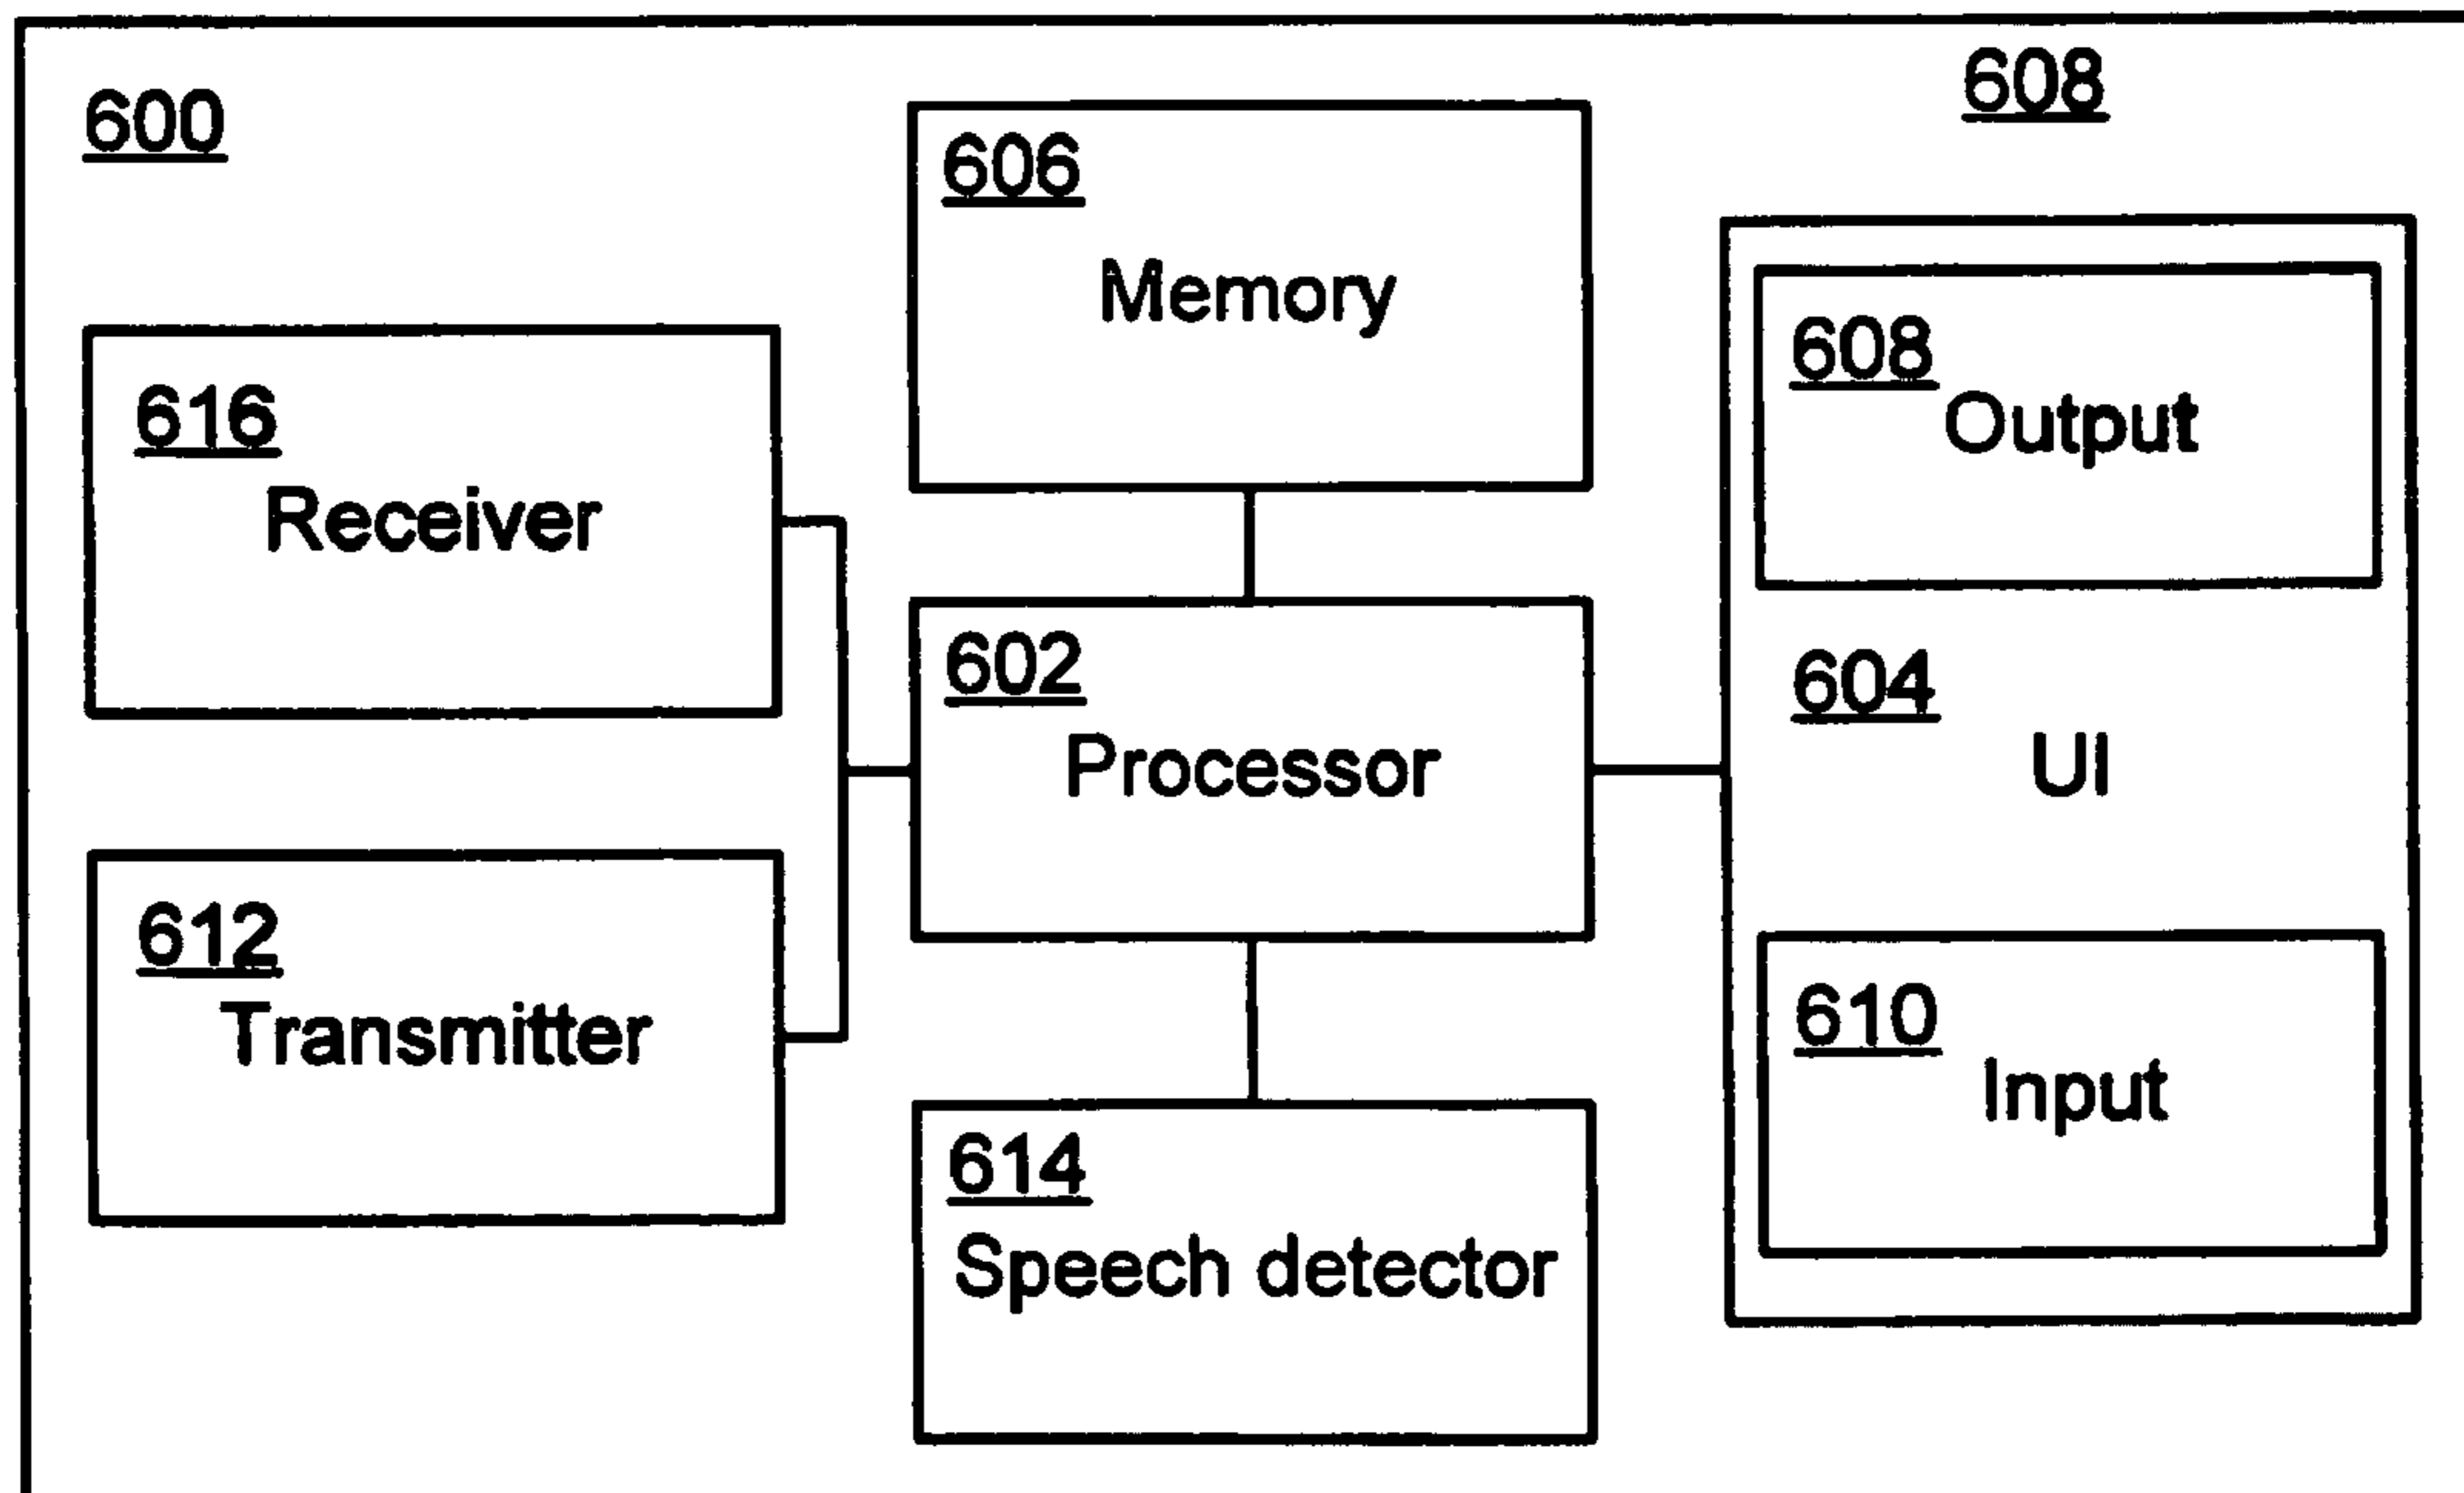 600
608
606
Memory
616
Receiver
608
Output
602
Processor
604
UI
612
Transmitter
610
Input
614
Speech detector